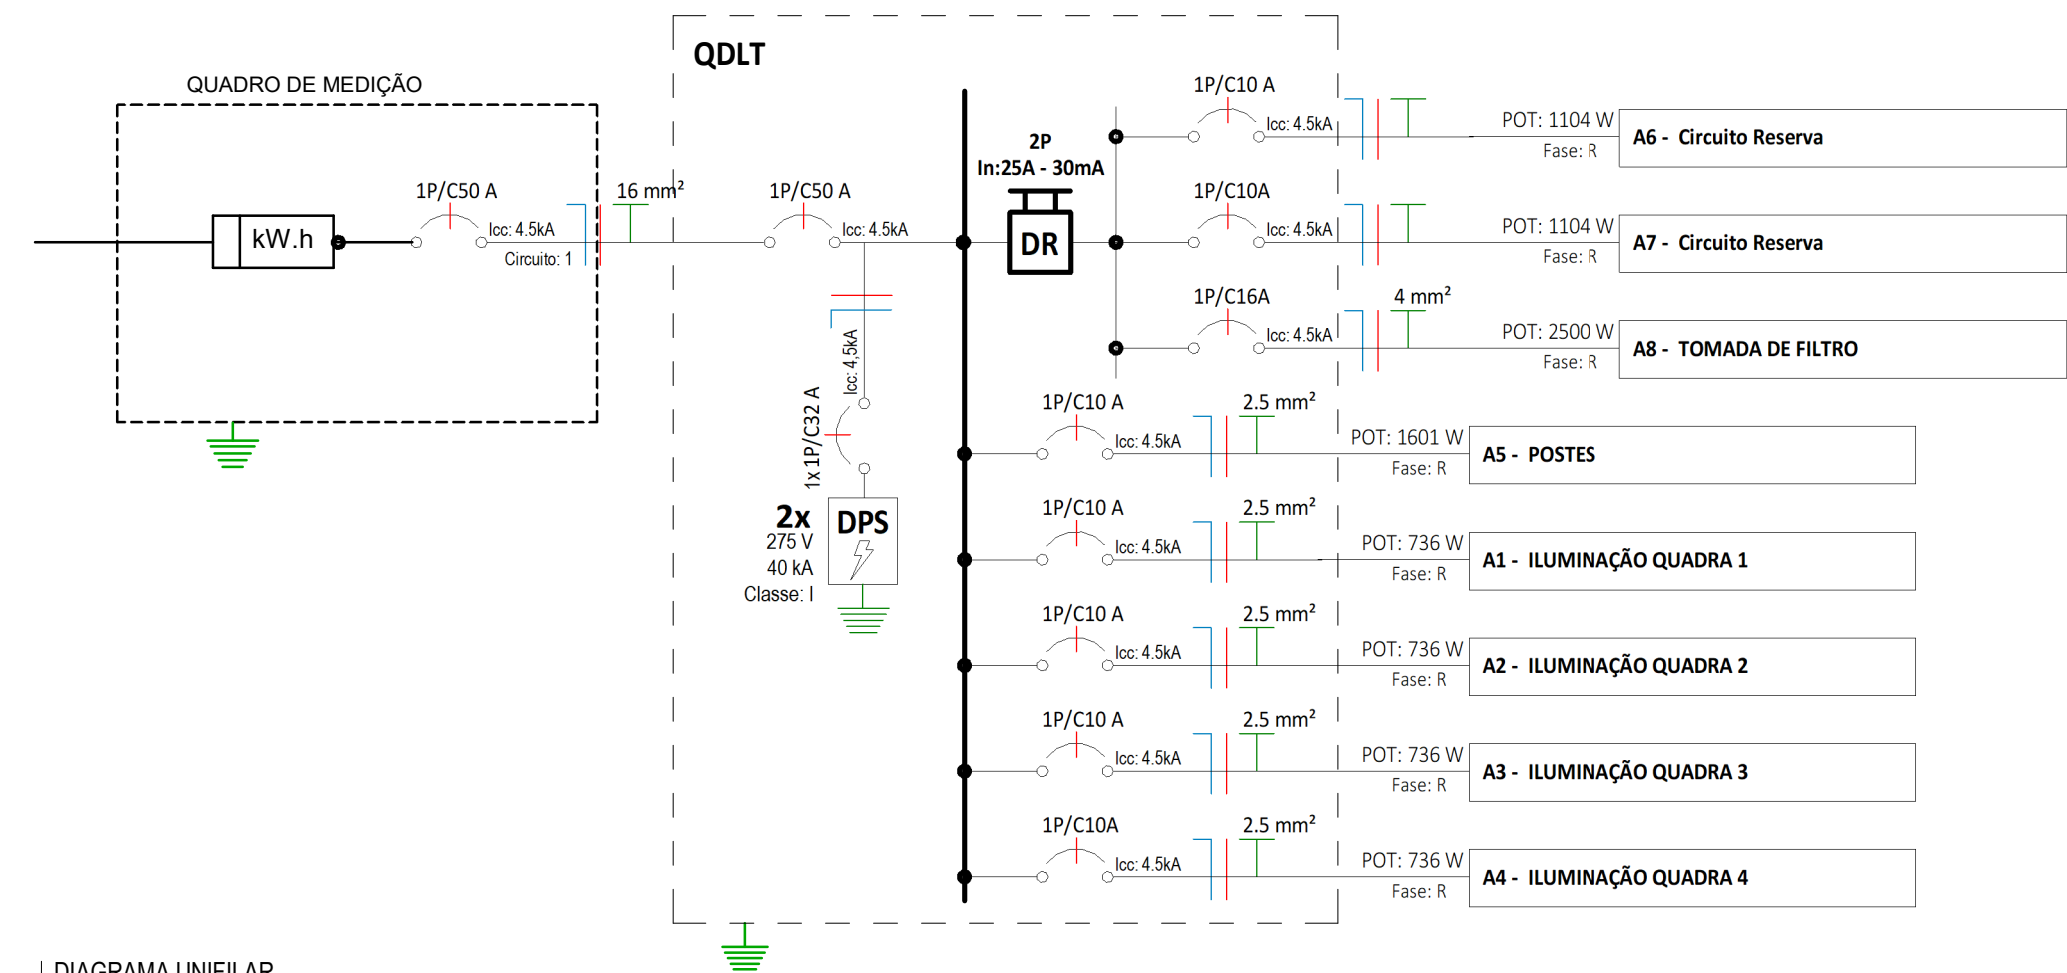 QDLT
QUADRO DE MEDIÇÃO
kW.h
1P/C50 A
Icc: 4.5kA
Circuito: 1
16 mm²
1P/C50 A
Icc: 4.5kA
Icc: 4,5kA
1x 1P/C32 A
2x
275 V
40 kA
Classe: I
DPS
2P
In:25A - 30mA
DR
1P/C10 A
Icc: 4.5kA
POT: 1104 W
Fase: R
A6 - Circuito Reserva
1P/C10A
Icc: 4.5kA
POT: 1104 W
Fase: R
A7 - Circuito Reserva
1P/C16A
Icc: 4.5kA
4 mm²
POT: 2500 W
Fase: R
A8 - TOMADA DE FILTRO
1P/C10 A
Icc: 4.5kA
2.5 mm²
POT: 1601 W
Fase: R
A5 - POSTES
1P/C10 A
Icc: 4.5kA
2.5 mm²
POT: 736 W
Fase: R
A1 - ILUMINAÇÃO QUADRA 1
1P/C10 A
Icc: 4.5kA
2.5 mm²
POT: 736 W
Fase: R
A2 - ILUMINAÇÃO QUADRA 2
1P/C10 A
Icc: 4.5kA
2.5 mm²
POT: 736 W
Fase: R
A3 - ILUMINAÇÃO QUADRA 3
1P/C10A
Icc: 4.5kA
2.5 mm²
POT: 736 W
Fase: R
A4 - ILUMINAÇÃO QUADRA 4
DIAGRAMA UNIFILAR